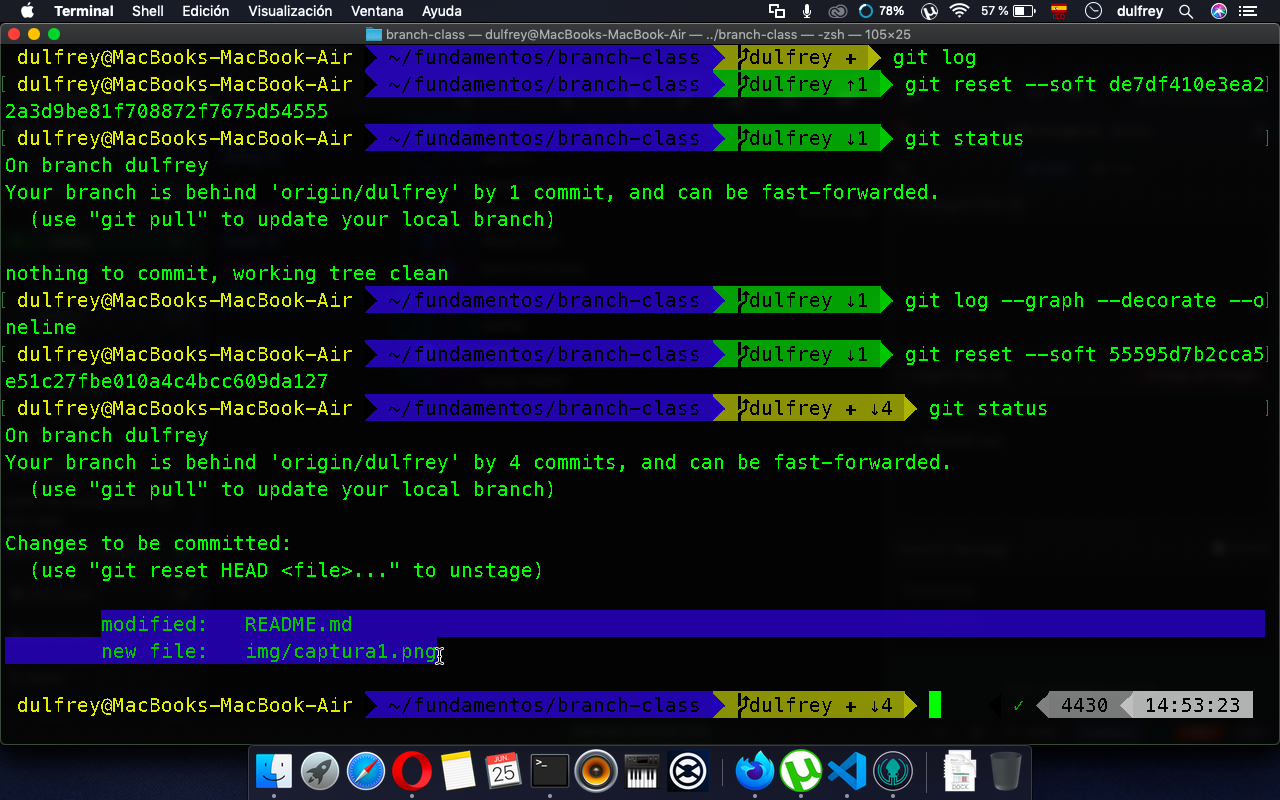 Terminal Shell Edición Visualización Ventana Ayuda 78% 57 % dulfrey
branch-class — dulfrey@MacBooks-MacBook-Air — ../branch-class — -zsh — 105×25
dulfrey@MacBooks-MacBook-Air ~/fundamentos/branch-class dulfrey + git log
dulfrey@MacBooks-MacBook-Air ~/fundamentos/branch-class dulfrey ↑1 git reset --soft de7df410e3ea2
2a3d9be81f708872f7675d54555
dulfrey@MacBooks-MacBook-Air ~/fundamentos/branch-class dulfrey ↓1 git status
On branch dulfrey
Your branch is behind 'origin/dulfrey' by 1 commit, and can be fast-forwarded.
(use "git pull" to update your local branch)
nothing to commit, working tree clean
dulfrey@MacBooks-MacBook-Air ~/fundamentos/branch-class dulfrey ↓1 git log --graph --decorate --o
neline
dulfrey@MacBooks-MacBook-Air ~/fundamentos/branch-class dulfrey ↓1 git reset --soft 55595d7b2cca5
e51c27fbe010a4c4bcc609da127
dulfrey@MacBooks-MacBook-Air ~/fundamentos/branch-class dulfrey + ↓4 git status
On branch dulfrey
Your branch is behind 'origin/dulfrey' by 4 commits, and can be fast-forwarded.
(use "git pull" to update your local branch)
Changes to be committed:
(use "git reset HEAD <file>..." to unstage)
modified: README.md
new file: img/captura1.png
dulfrey@MacBooks-MacBook-Air ~/fundamentos/branch-class dulfrey + ↓4 ✓ 4430 14:53:23
JUN.
25
DOCX